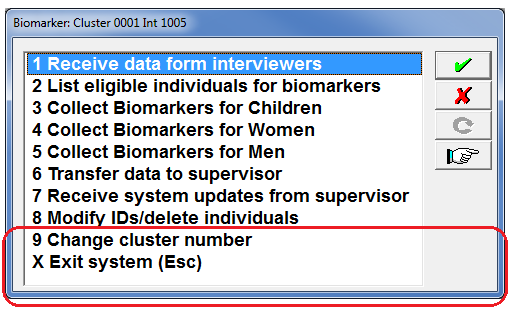 Biomarker: Cluster 0001 Int 1005
1 Receive data form interviewers
2 List eligible individuals for biomarkers
3 Collect Biomarkers for Children
4 Collect Biomarkers for Women
5 Collect Biomarkers for Men
6 Transfer data to supervisor
7 Receive system updates from supervisor
8 Modify IDs/delete individuals
9 Change cluster number
X Exit system (Esc)